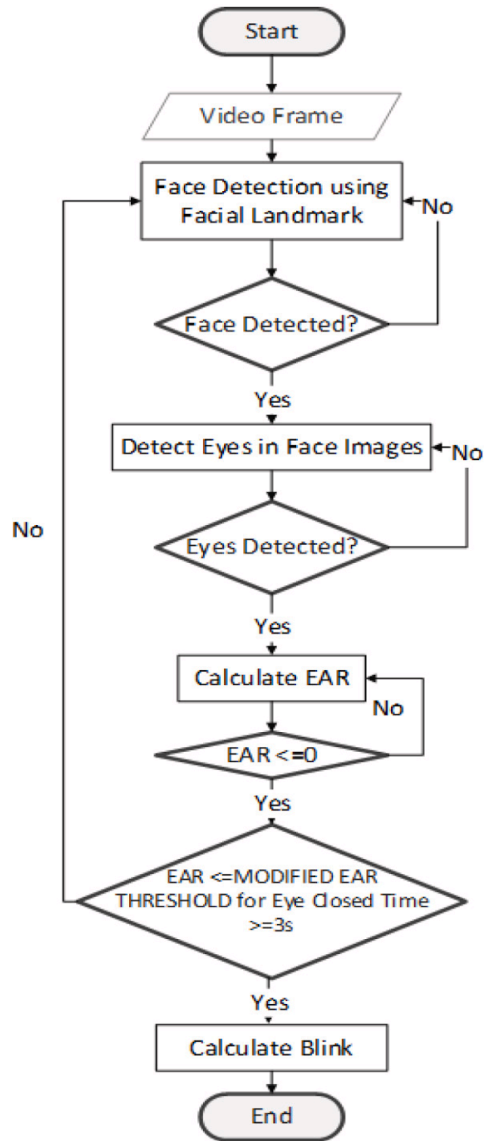 Start
Video Frame
Face Detection using
Facial Landmark
No
Face Detected?
Yes
Detect Eyes in Face Images
No
No
Eyes Detected?
Yes
Calculate EAR
No
EAR <=0
Yes
EAR <=MODIFIED EAR
THRESHOLD for Eye Closed Time
>=3s
Yes
Calculate Blink
End